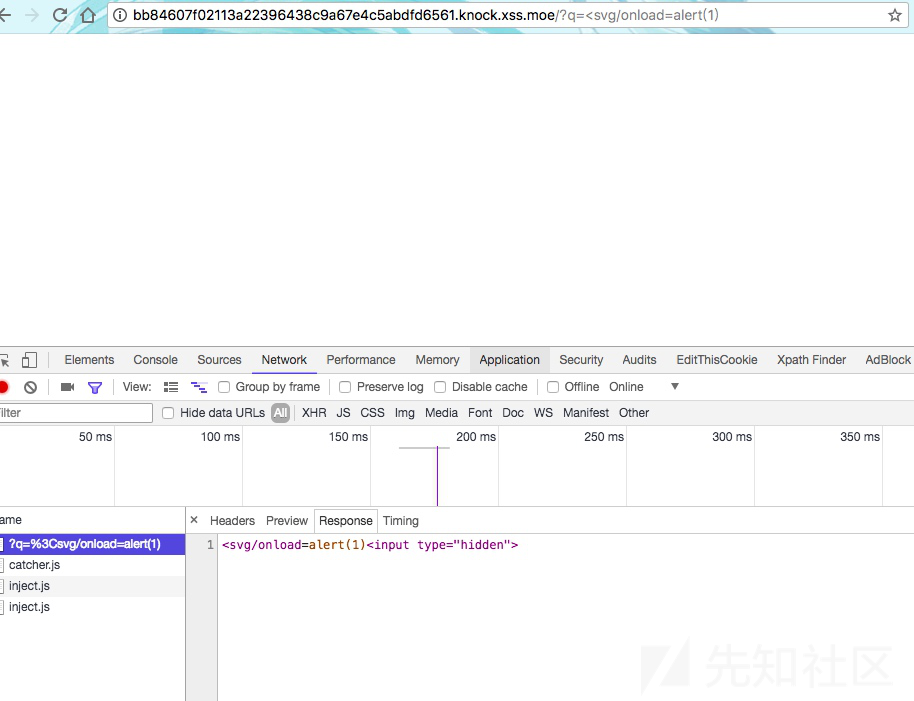 bb84607f02113a22396438c9a67e4c5abdfd6561.knock.xss.moe/?q=<svg/onload=alert(1)
Elements Console Sources Network Performance Memory Application Security Audits EditThisCookie Xpath Finder AdBlock
View: Group by frame Preserve log Disable cache Offline Online
ilter Hide data URLs All XHR JS CSS Img Media Font Doc WS Manifest Other
50 ms 100 ms 150 ms 200 ms 250 ms 300 ms 350 ms
ame × Headers Preview Response Timing
?q=%3Csvg/onload=alert(1)
catcher.js
inject.js
inject.js
1 <svg/onload=alert(1)<input type="hidden">
先知社区